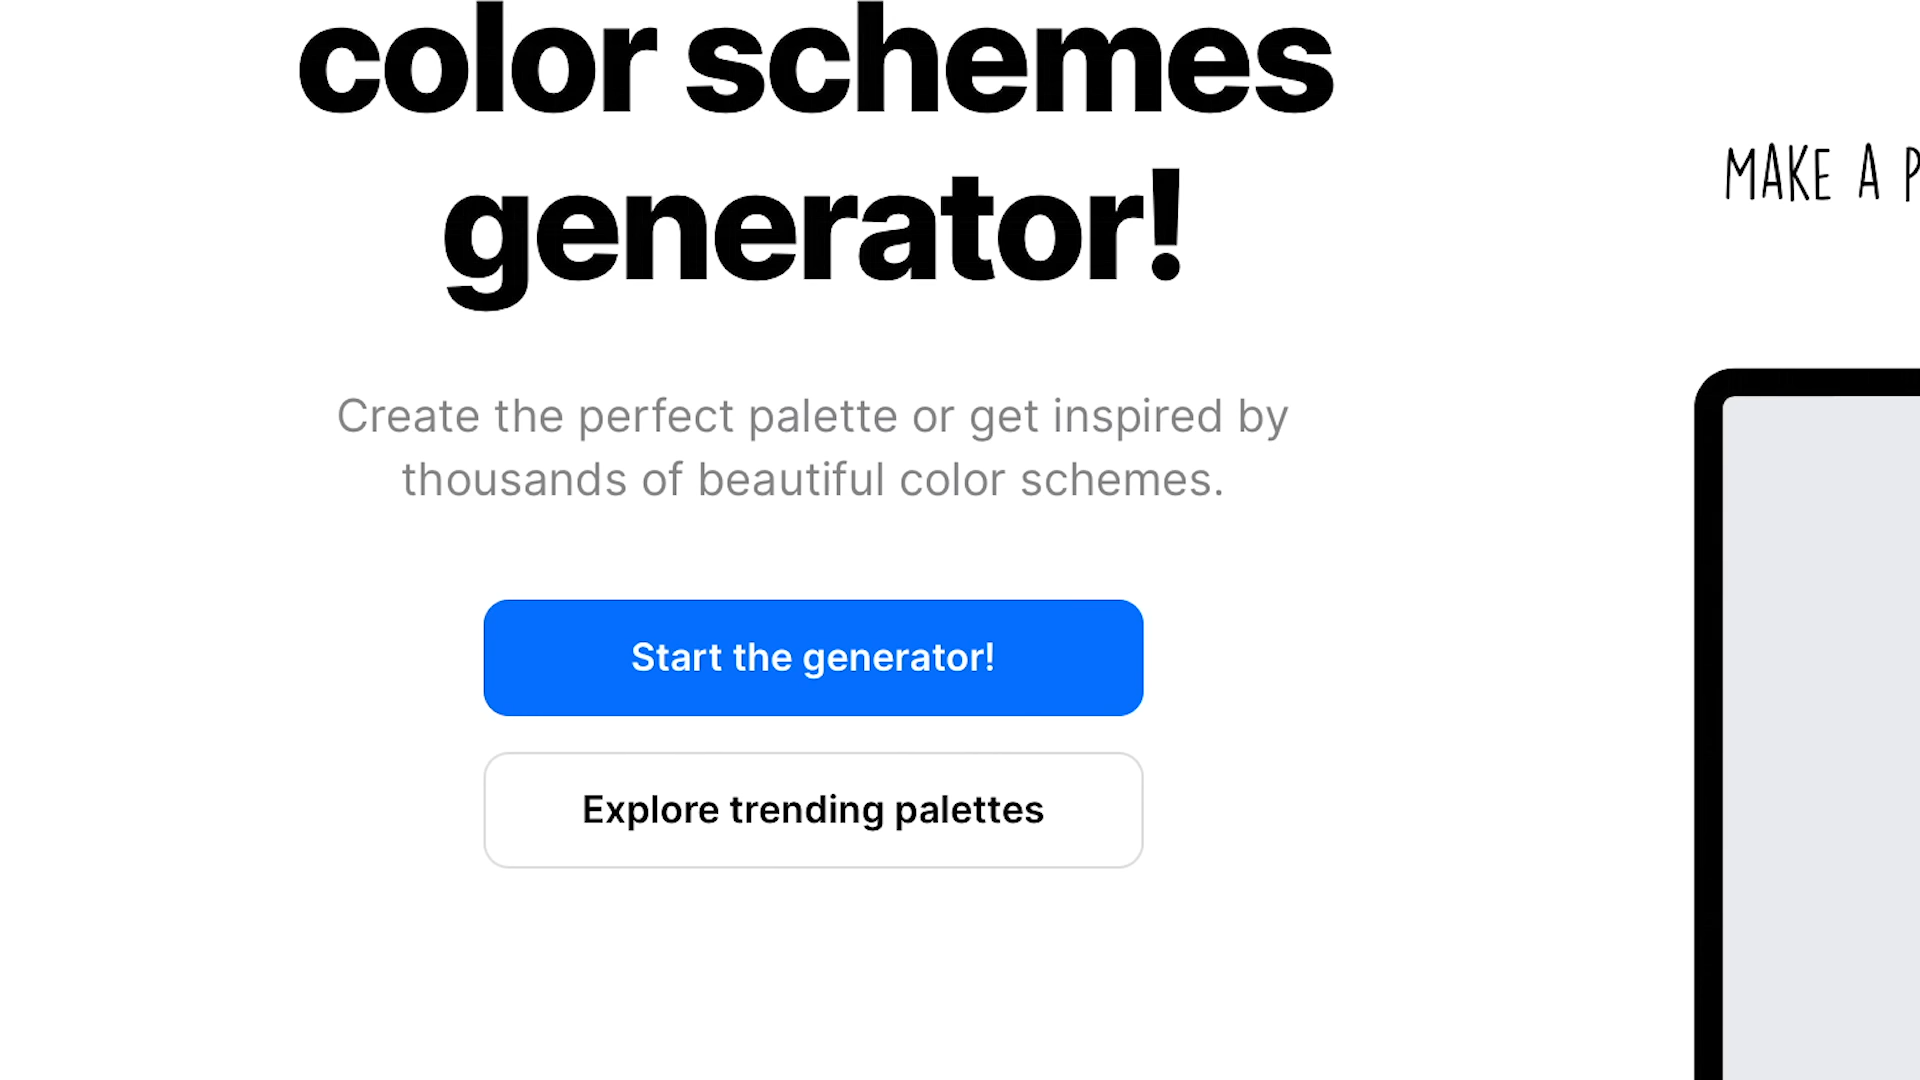 color schemes
generator!
MAKE A
Create the perfect palette or get inspired by
thousands of beautiful color schemes.
Start the generator!
Explore trending palettes